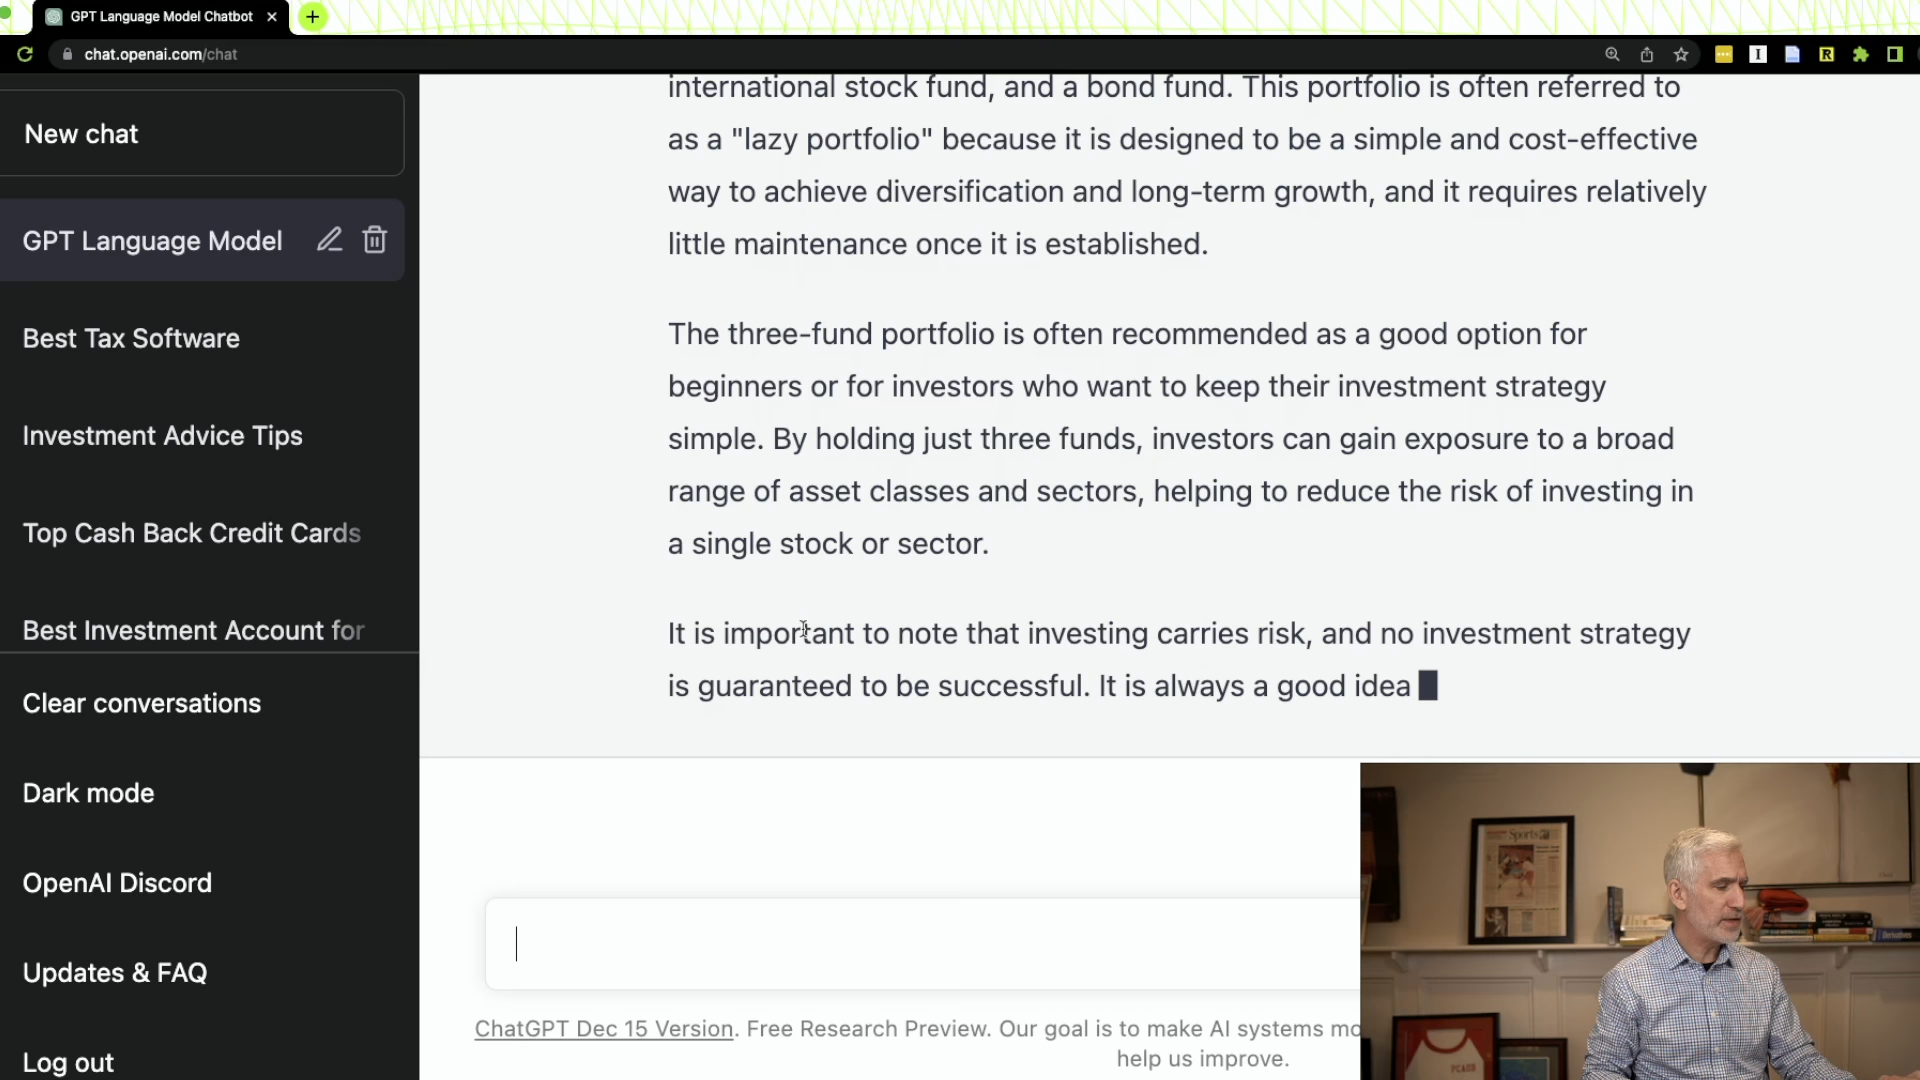 GPT Language Model Chatbot
chat.openai.com/chat
New chat
GPT Language Model
Best Tax Software
Investment Advice Tips
Top Cash Back Credit Cards
Best Investment Account for
Clear conversations
Dark mode
OpenAI Discord
Updates & FAQ
Log out
international stock fund, and a bond fund. This portfolio is often referred to
as a "lazy portfolio" because it is designed to be a simple and cost-effective
way to achieve diversification and long-term growth, and it requires relatively
little maintenance once it is established.
The three-fund portfolio is often recommended as a good option for
beginners or for investors who want to keep their investment strategy
simple. By holding just three funds, investors can gain exposure to a broad
range of asset classes and sectors, helping to reduce the risk of investing in
a single stock or sector.
It is important to note that investing carries risk, and no investment strategy
is guaranteed to be successful. It is always a good idea
ChatGPT Dec 15 Version. Free Research Preview. Our goal is to make AI systems mo
help us improve.
Sports
Derivatives